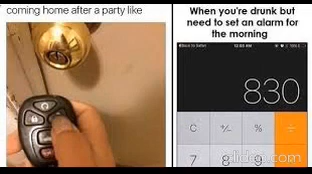 coming home after a party like
When you're drunk but
need to set an alarm for
the morning
830
C +/- % ÷
7 8 9